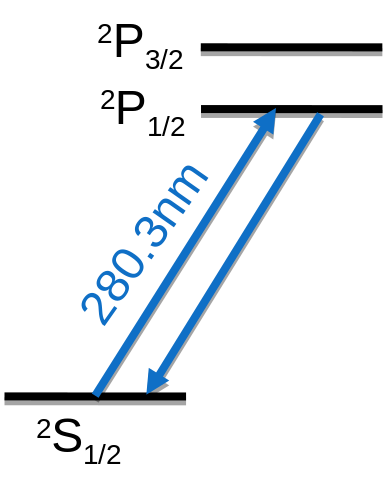 ²P₃/₂
²P₁/₂
280.3nm
²S₁/₂